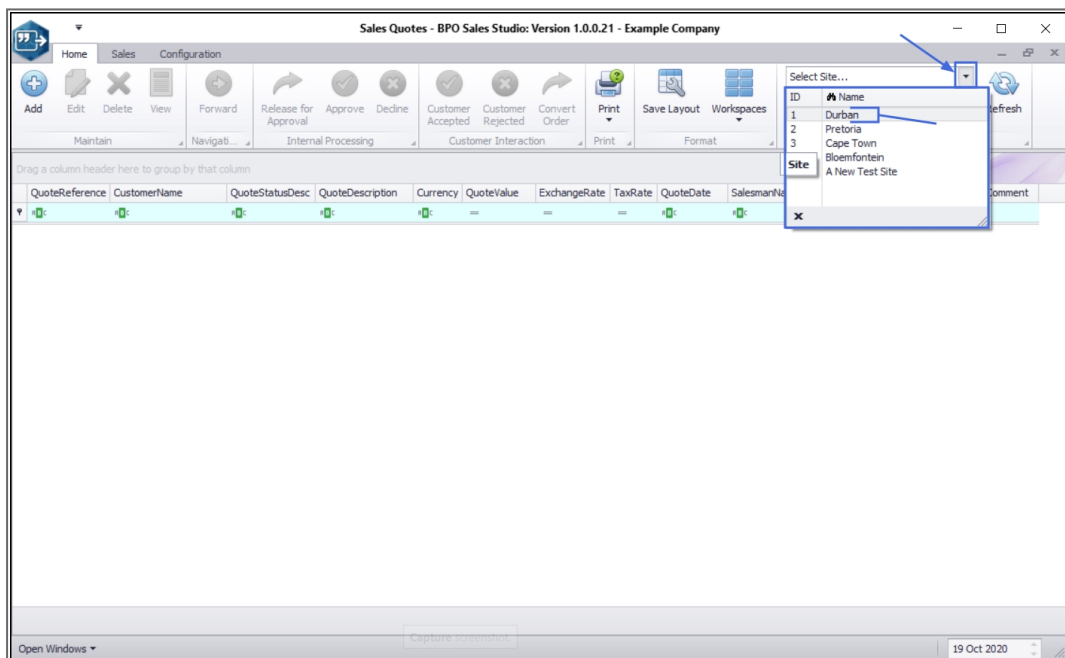 Sales Quotes - BPO Sales Studio: Version 1.0.0.21 - Example Company
Home Sales Configuration
Select Site...
Add Edit Delete View Forward Release for Approval Approve Decline Customer Accepted Customer Rejected Convert Order Print Save Layout Workspaces efresh
Maintain Navigati... Internal Processing Customer Interaction Print Format
ID Name
1 Durban
2 Pretoria
3 Cape Town
Bloemfontein
A New Test Site
Site
Drag a column header here to group by that column
QuoteReference CustomerName QuoteStatusDesc QuoteDescription Currency QuoteValue ExchangeRate TaxRate QuoteDate SalesmanNa omment
Capture screenshot.
Open Windows 19 Oct 2020